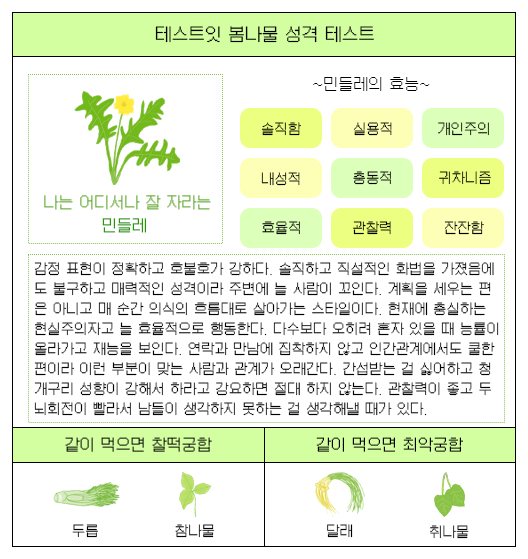 테스트잇 봄나물 성격 테스트
나는 어디서나 잘 자라는
민들레
~민들레의 효능~
솔직함 실용적 개인주의
내성적 충동적 귀차니즘
효율적 관찰력 잔잔함
감정 표현이 정확하고 호불호가 강하다. 솔직하고 직설적인 화법을 가졌음에
도 불구하고 매력적인 성격이라 주변에 늘 사람이 꼬인다. 계획을 세우는 편
은 아니고 매 순간 의식의 흐름대로 살아가는 스타일이다. 현재에 충실하는
현실주의자고 늘 효율적으로 행동한다. 다수보다 오히려 혼자 있을 때 능률이
올라가고 재능을 보인다. 연락과 만남에 집착하지 않고 인간관계에서도 쿨한
편이라 이런 부분이 맞는 사람과 관계가 오래간다. 간섭받는 걸 싫어하고 청
개구리 성향이 강해서 하라고 강요하면 절대 하지 않는다. 관찰력이 좋고 두
뇌회전이 빨라서 남들이 생각하지 못하는 걸 생각해낼 때가 있다.
같이 먹으면 찰떡궁합
같이 먹으면 최악궁합
두릅 참나물
달래 취나물